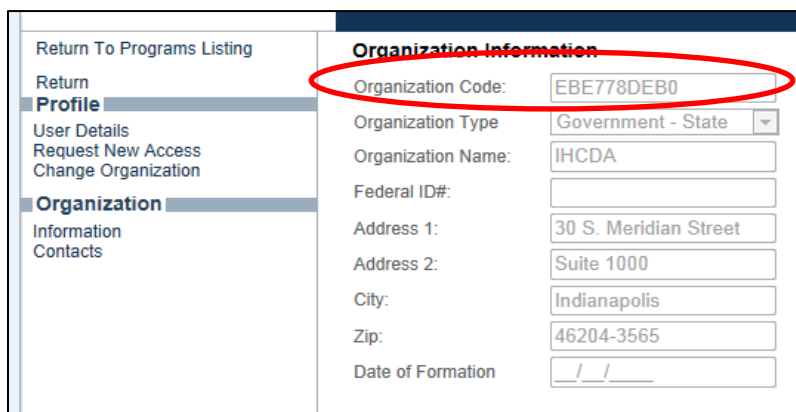 Return To Programs Listing
Return
Profile
User Details
Request New Access
Change Organization
Organization
Information
Contacts
Organization Information
Organization Code: EBE778DEB0
Organization Type Government - State
Organization Name: IHCDA
Federal ID#:
Address 1: 30 S. Meridian Street
Address 2: Suite 1000
City: Indianapolis
Zip: 46204-3565
Date of Formation __/__/____